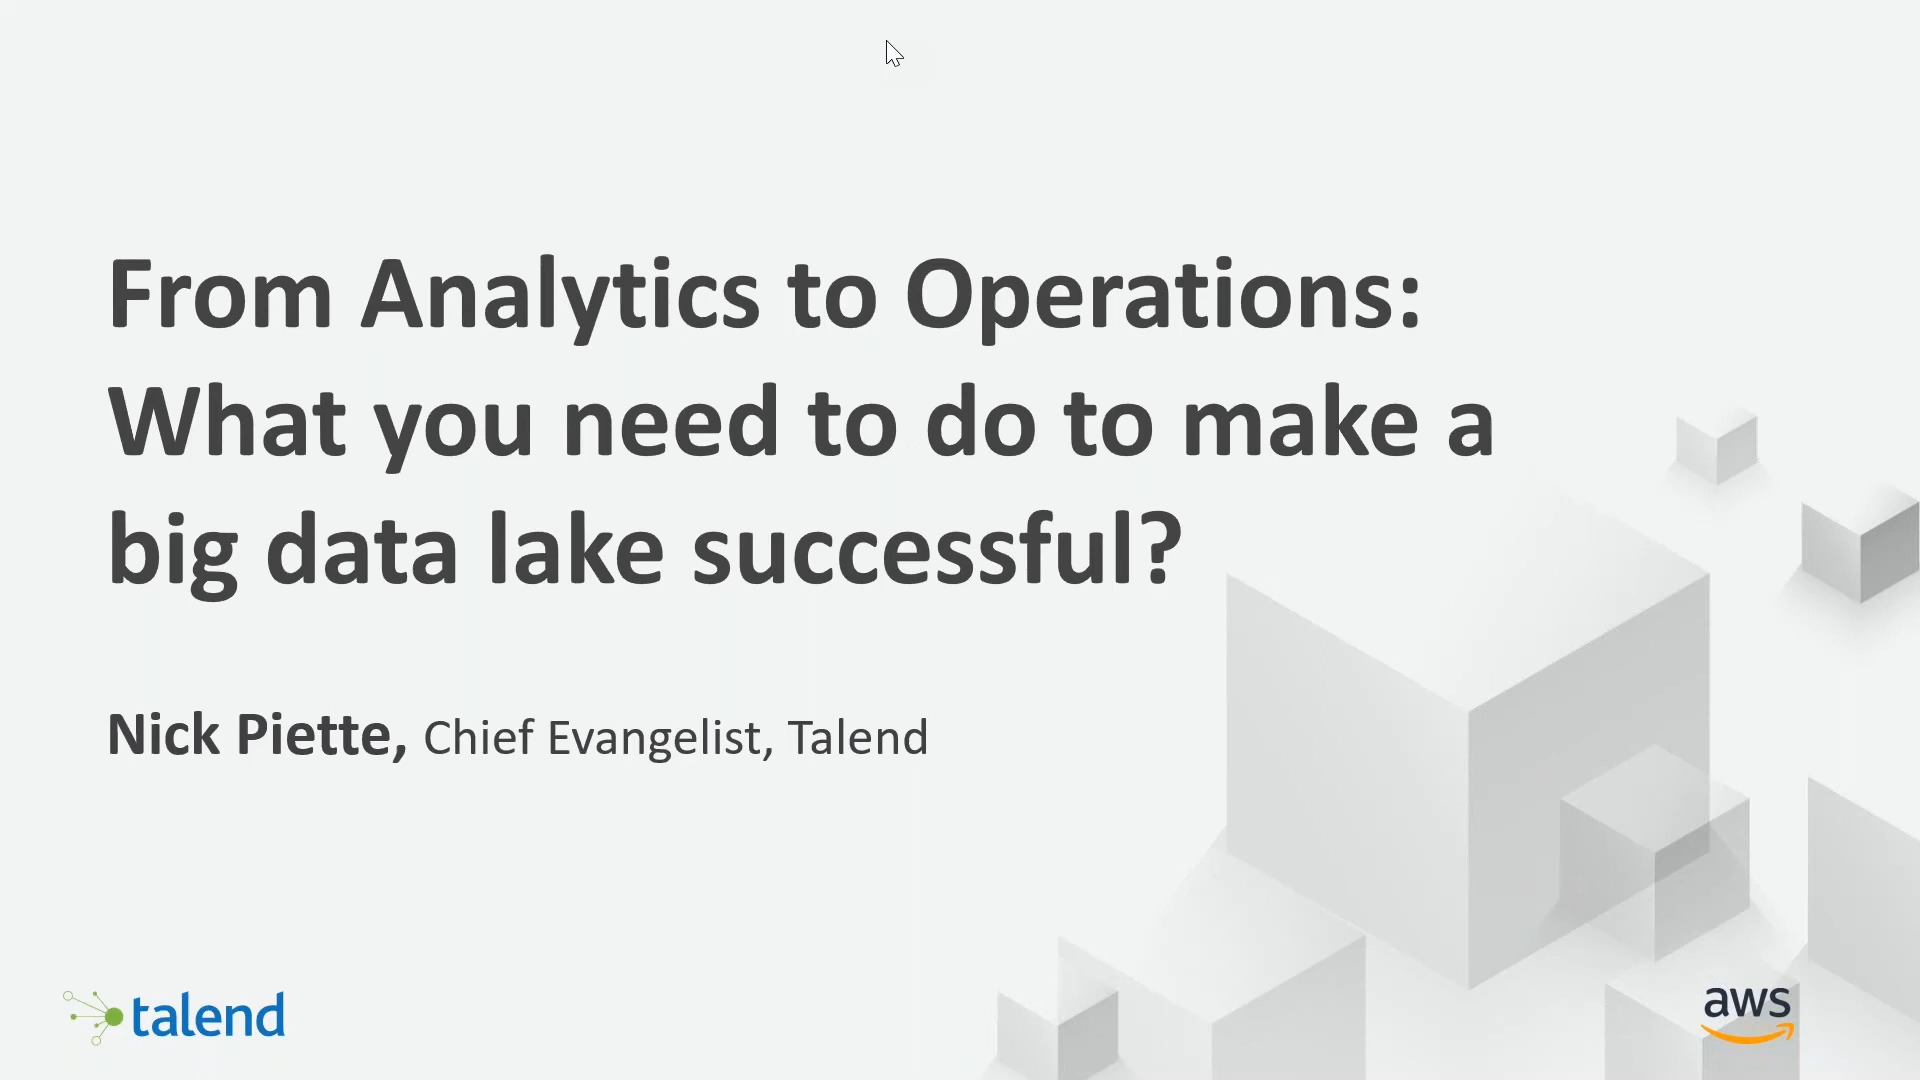 From Analytics to Operations:
What you need to do to make a
big data lake successful?
Nick Piette, Chief Evangelist, Talend
talend
aws